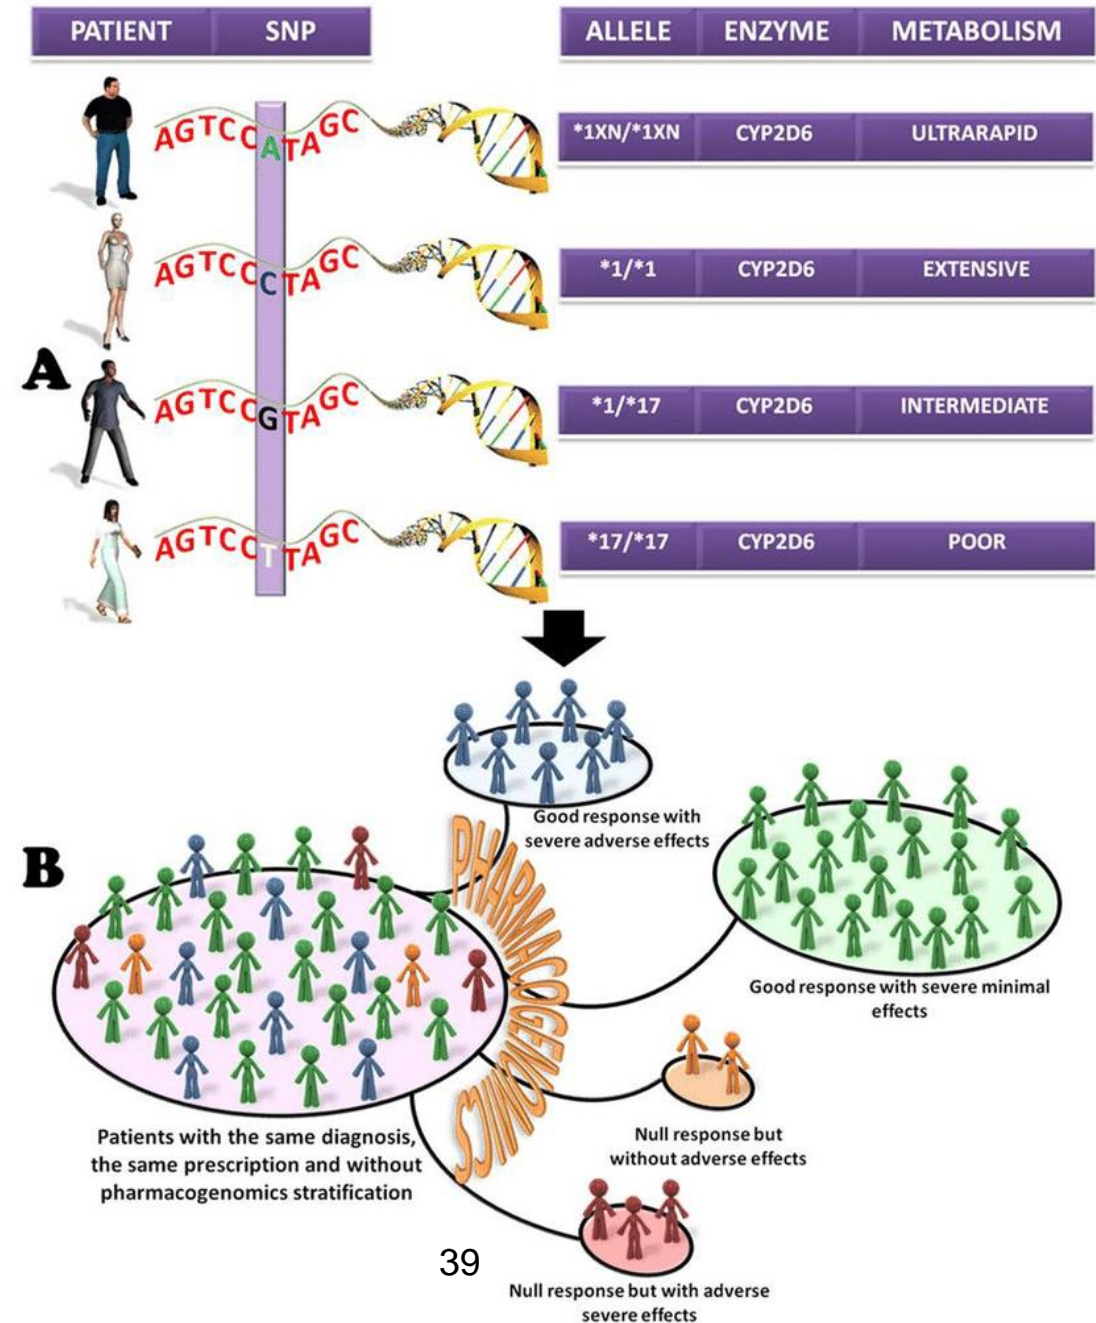 PATIENT SNP ALLELE ENZYME METABOLISM
AGTCCATAGC *1XN/*1XN CYP2D6 ULTRARAPID
AGTCCCTAGC *1/*1 CYP2D6 EXTENSIVE
A
AGTCCGTAGC *1/*17 CYP2D6 INTERMEDIATE
AGTCCTTAGC *17/*17 CYP2D6 POOR
B
Good response with
severe adverse effects
PHARMACOGENOMICS
Good response with severe minimal
effects
Patients with the same diagnosis,
the same prescription and without
pharmacogenomics stratification
Null response but
without adverse effects
39
Null response but with adverse
severe effects